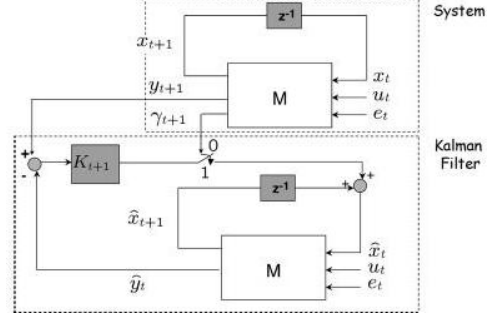 System
z⁻¹
x_{t+1}
x_t
y_{t+1}
M
u_t
γ_{t+1}
e_t
0
Kalman
Filter
+
-
K_{t+1}
1
+
z⁻¹
+
x̂_{t+1}
x̂_t
M
u_t
ŷ_t
e_t